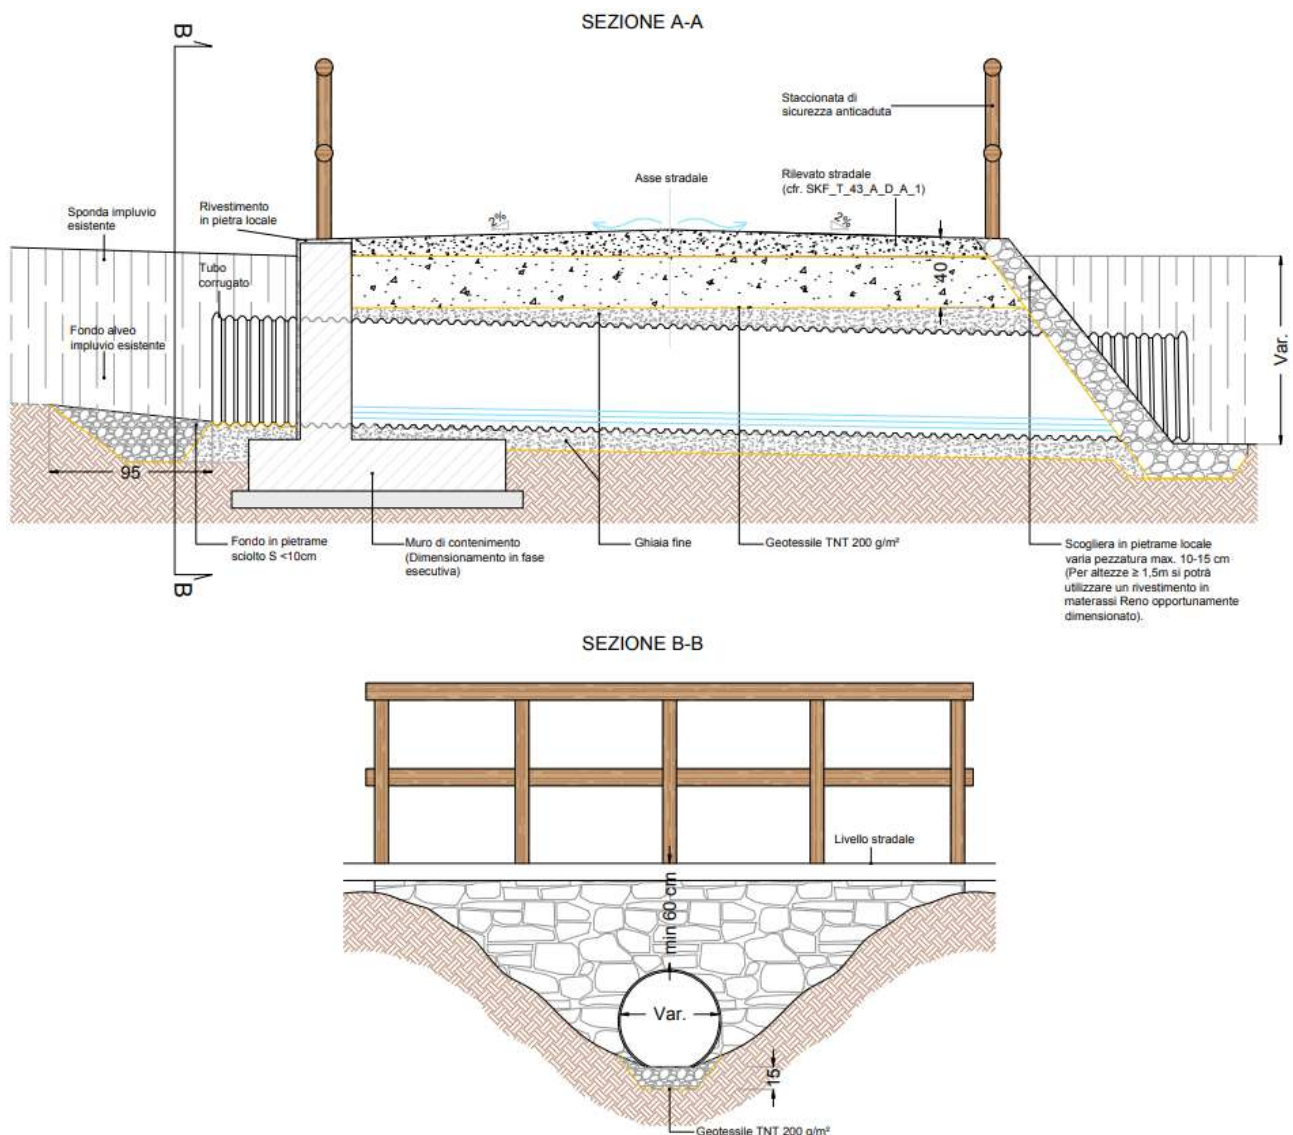 SEZIONE A-A
B
Staccionata di
sicurezza anticaduta
Asse stradale
Rilevato stradale
(cfr. SKF_T_43_A_D_A_1)
Sponda impluvio
esistente
Rivestimento
in pietra locale
2%
2%
Tubo
corrugato
40
Fondo alveo
impluvio esistente
Var.
95
Fondo in pietrame
sciolto S <10cm
Muro di contenimento
(Dimensionamento in fase
esecutiva)
Ghiaia fine
Geotessile TNT 200 g/m²
Scogliera in pietrame locale
varia pezzatura max. 10-15 cm
(Per altezze ≥ 1,5m si potrà
utilizzare un rivestimento in
materassi Reno opportunamente
dimensionato).
B
SEZIONE B-B
Livello stradale
min 60 cm
Var.
15
Geotessile TNT 200 g/m²